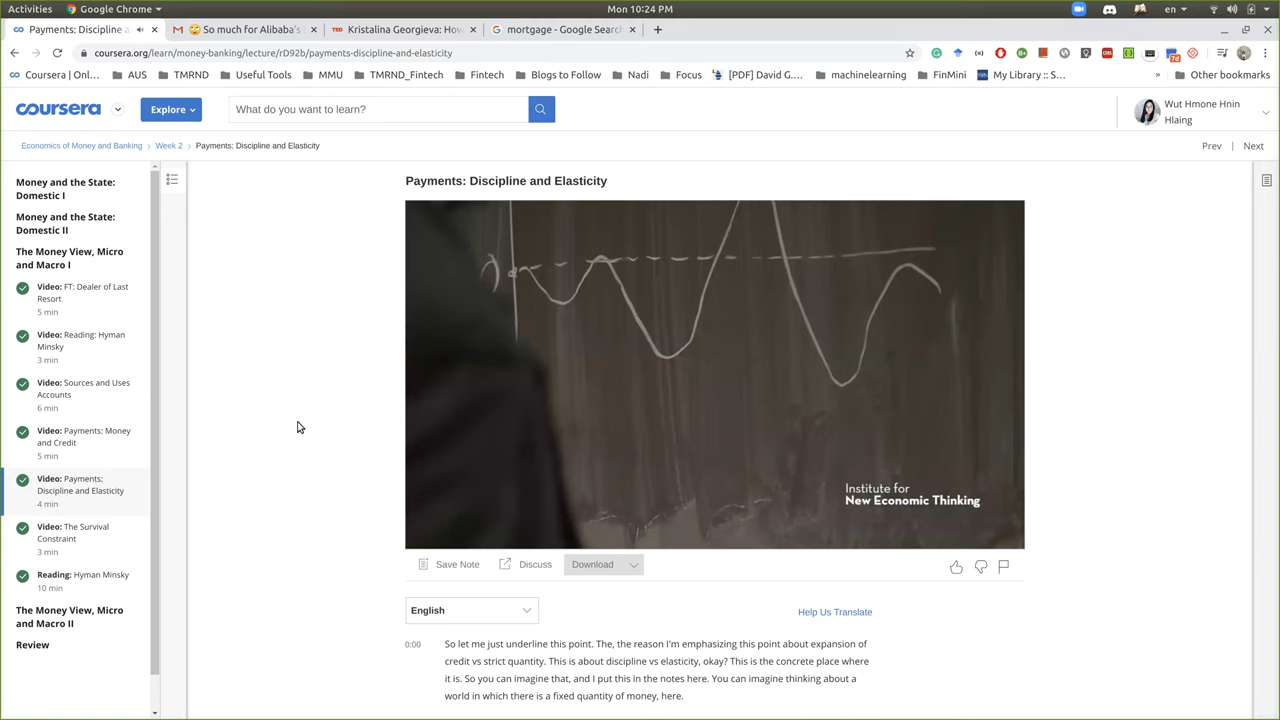 Activities
Google Chrome
Mon 10:24 PM
en
Payments: Discipline a
So much for Alibaba's
TED
Kristalina Georgieva: How
mortgage - Google Search
coursera.org/learn/money-banking/lecture/rD92b/payments-discipline-and-elasticity
Coursera | Onl...
AUS
TMRND
Useful Tools
MMU
TMRND_Fintech
Fintech
Blogs to Follow
Nadi
Focus
[PDF] David G....
machinelearning
FinMini
My Library :: S...
»
Other bookmarks
coursera
Explore
What do you want to learn?
Wut Hmone Hnin
Hlaing
Economics of Money and Banking > Week 2 > Payments: Discipline and Elasticity
Prev | Next
Money and the State:
Domestic I
Money and the State:
Domestic II
The Money View, Micro
and Macro I
Video: FT: Dealer of Last
Resort
5 min
Video: Reading: Hyman
Minsky
3 min
Video: Sources and Uses
Accounts
6 min
Video: Payments: Money
and Credit
5 min
Video: Payments:
Discipline and Elasticity
4 min
Video: The Survival
Constraint
3 min
Reading: Hyman Minsky
10 min
The Money View, Micro
and Macro II
Review
Payments: Discipline and Elasticity
Institute for
New Economic Thinking
Save Note
Discuss
Download
English
Help Us Translate
0:00
So let me just underline this point. The, the reason I'm emphasizing this point about expansion of
credit vs strict quantity. This is about discipline vs elasticity, okay? This is the concrete place where
it is. So you can imagine that, and I put this in the notes here. You can imagine thinking about a
world in which there is a fixed quantity of money, here.